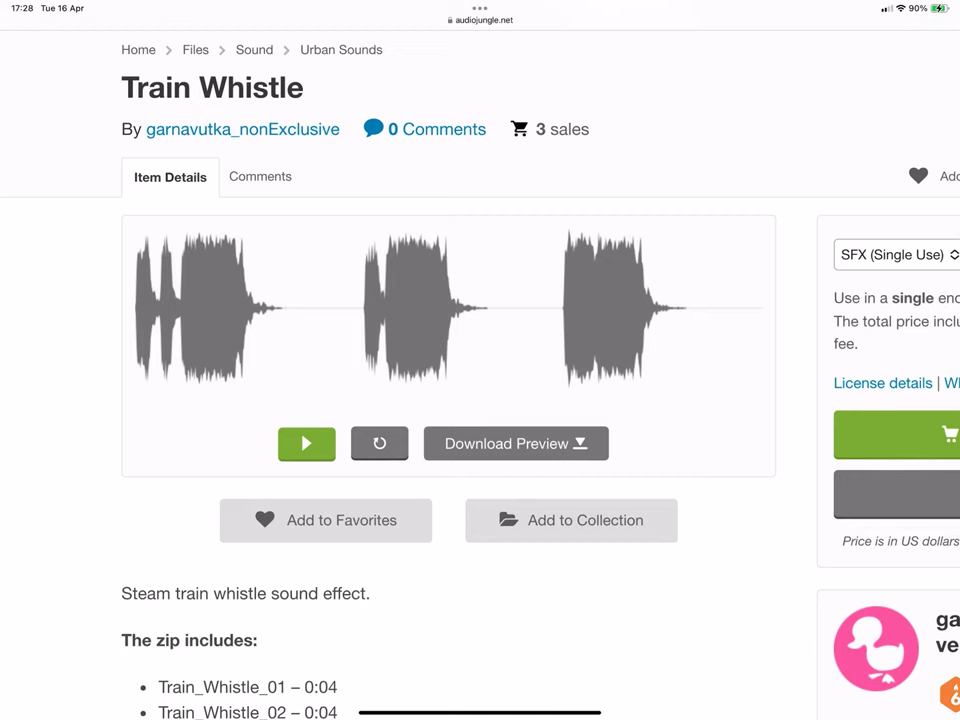 17:28 Tue 16 Apr
90%
audiojungle.net
Home Files Sound Urban Sounds
Train Whistle
By garnavutka_nonExclusive 0 Comments 3 sales
Item Details Comments
SFX (Single Use)
Use in a single
The total price
fee.
License details |
Download Preview
Add to Favorites Add to Collection
Price is in US dollars
Steam train whistle sound effect.
The zip includes:
• Train_Whistle_01 – 0:04
• Train_Whistle_02 – 0:04